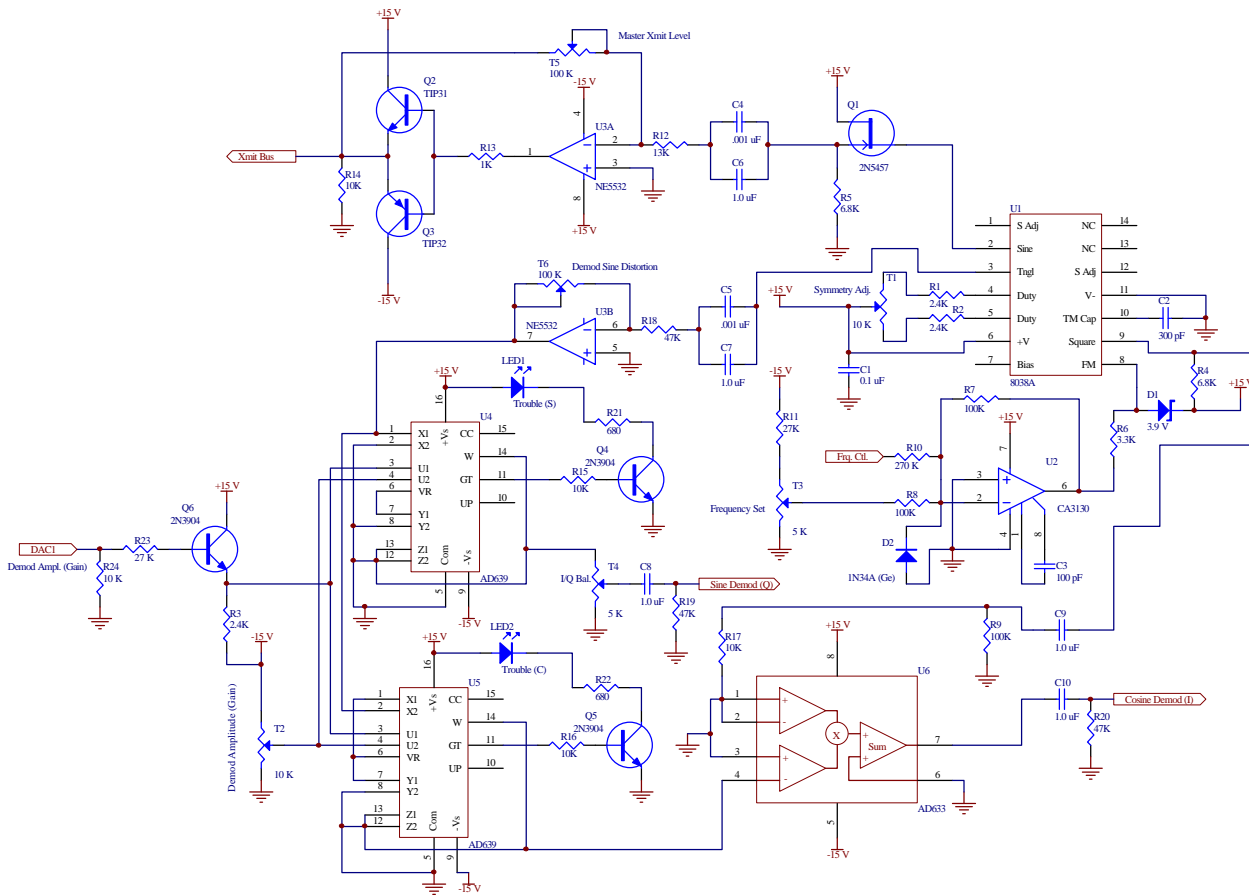 +15 V
Master Xmit Level
T5
100 K
-15 V
Q2
TIP31
4
U3A
2
3
1
NE5532
8
+15 V
R13
1K
R12
13K
C4
.001 uF
C6
1.0 uF
+15 V
Q1
2N5457
R5
6.8K
Xmit Bus
R14
10K
Q3
TIP32
-15 V
U1
1 S Adj NC 14
2 Sine NC 13
3 Tngl S Adj 12
4 Duty V- 11
5 Duty TM Cap 10
6 +V Square 9
7 Bias FM 8
8038A
C2
300 pF
R4
6.8K
+15 V
D1
3.9 V
T6
100 K
Demod Sine Distortion
U3B
NE5532
7
6
5
R18
47K
C5
.001 uF
C7
1.0 uF
+15 V
Symmetry Adj.
T1
10 K
R1
2.4K
R2
2.4K
C1
0.1 uF
-15 V
R11
27K
T3
Frequency Set
5 K
Frq. Ctl.
R10
270 K
R8
100K
R7
100K
+15 V
7
U2
3
2
6
CA3130
4
1
8
R6
3.3K
D2
1N34A (Ge)
C3
100 pF
LED1
Trouble (S)
+15 V
16
U4
1 X1 +Vs CC 15
2 X2 W 14
3 U1
4 U2 GT 11
6 VR UP 10
7 Y1
8 Y2
13 Z1
12 Z2
Com
-Vs
5
9
AD639
-15 V
R21
680
Q4
2N3904
R15
10K
+15 V
Q6
2N3904
DAC1
Demod Ampl. (Gain)
R23
27 K
R24
10 K
R3
2.4K
-15 V
T2
10 K
Demod Amplitude (Gain)
T4
I/Q Bal.
5 K
C8
1.0 uF
R19
47K
Sine Demod (Q)
LED2
Trouble (C)
+15 V
16
U5
1 X1 +Vs CC 15
2 X2 W 14
3 U1
4 U2 GT 11
6 VR UP 10
7 Y1
8 Y2
13 Z1
12 Z2
Com
-Vs
5
9
AD639
-15 V
R22
680
Q5
2N3904
R16
10K
R17
10K
+15 V
8
U6
1
2
3
4
+
-
+
-
X
+
+
Sum
7
6
5
AD633
-15 V
R9
100K
C9
1.0 uF
C10
1.0 uF
R20
47K
Cosine Demod (I)